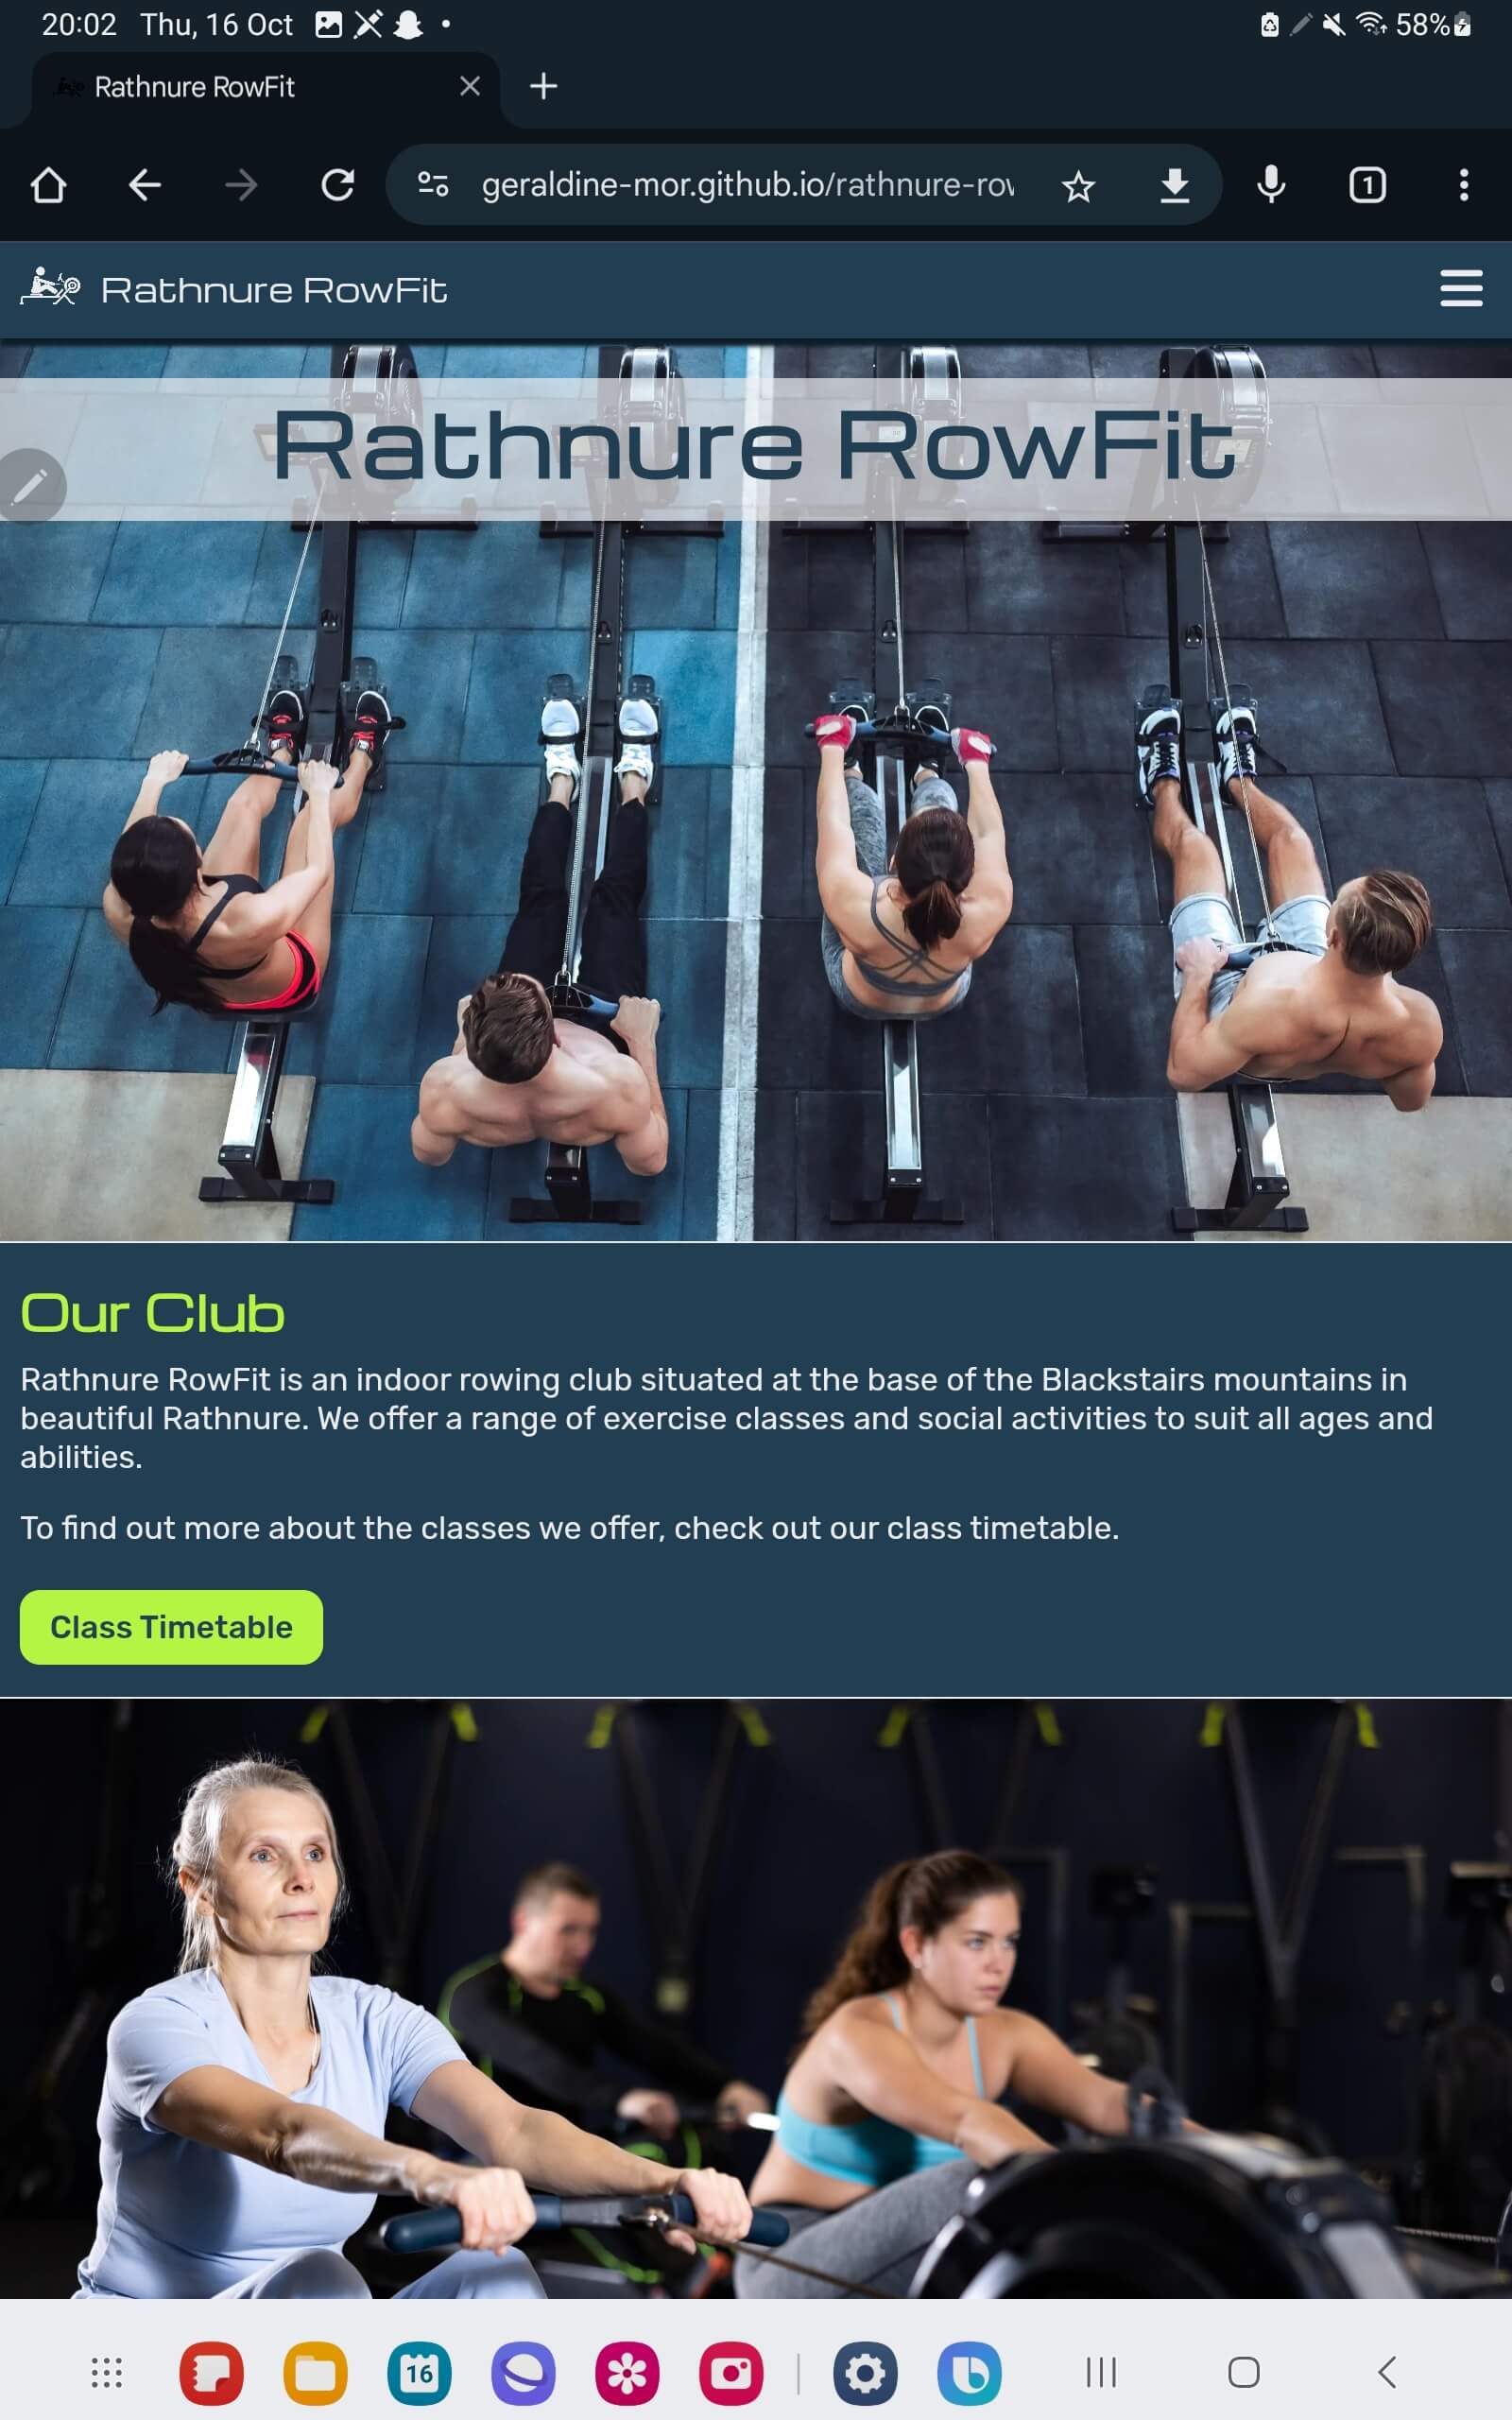 20:02 Thu, 16 Oct 58%
Rathnure RowFit
geraldine-mor.github.io/rathnure-row
1
Rathnure RowFit
Rathnure RowFit
Our Club
Rathnure RowFit is an indoor rowing club situated at the base of the Blackstairs mountains in
beautiful Rathnure. We offer a range of exercise classes and social activities to suit all ages and
abilities.
To find out more about the classes we offer, check out our class timetable.
Class Timetable
16